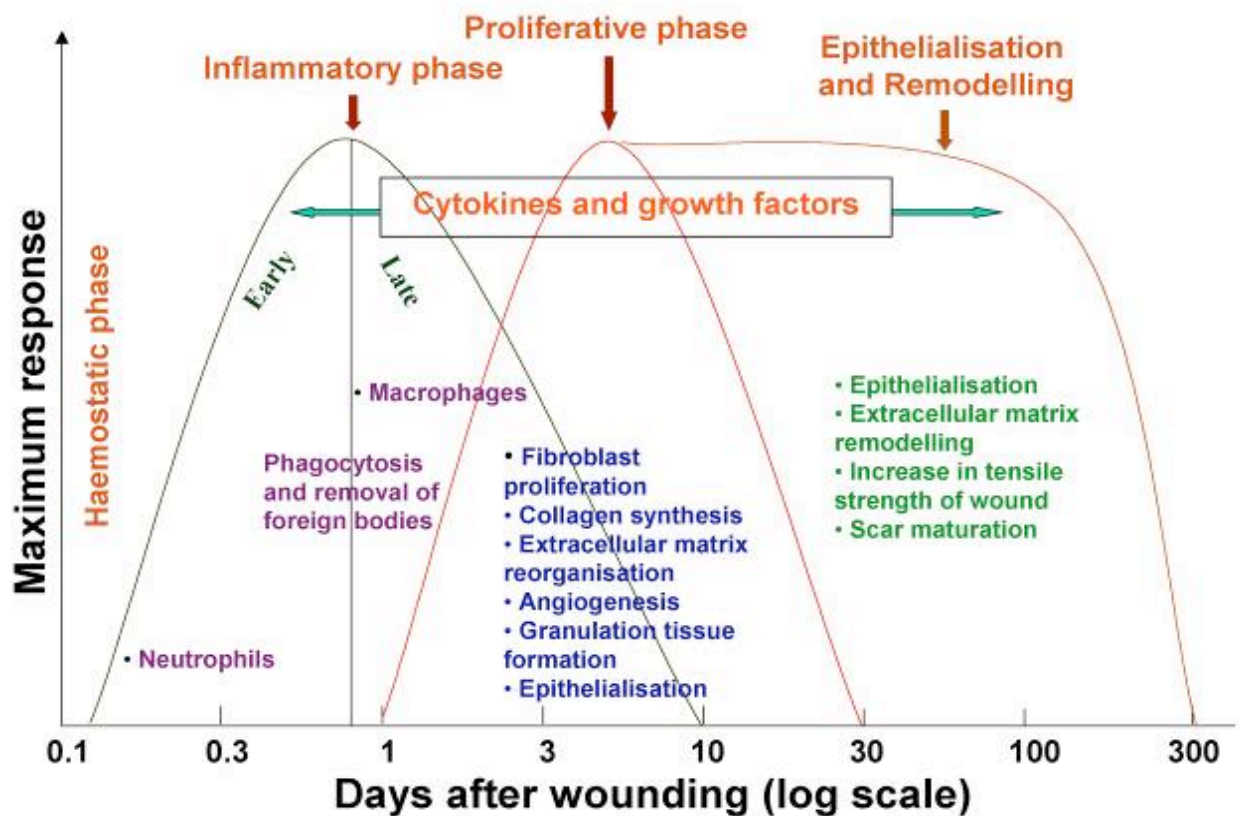 Proliferative phase
Inflammatory phase
Epithelialisation
and Remodelling
Cytokines and growth factors
Early
Late
Haemostatic phase
Maximum response
• Macrophages
Phagocytosis
and removal of
foreign bodies
• Neutrophils
• Fibroblast
proliferation
• Collagen synthesis
• Extracellular matrix
reorganisation
• Angiogenesis
• Granulation tissue
formation
• Epithelialisation
• Epithelialisation
• Extracellular matrix
remodelling
• Increase in tensile
strength of wound
• Scar maturation
0.1 0.3 1 3 10 30 100 300
Days after wounding (log scale)